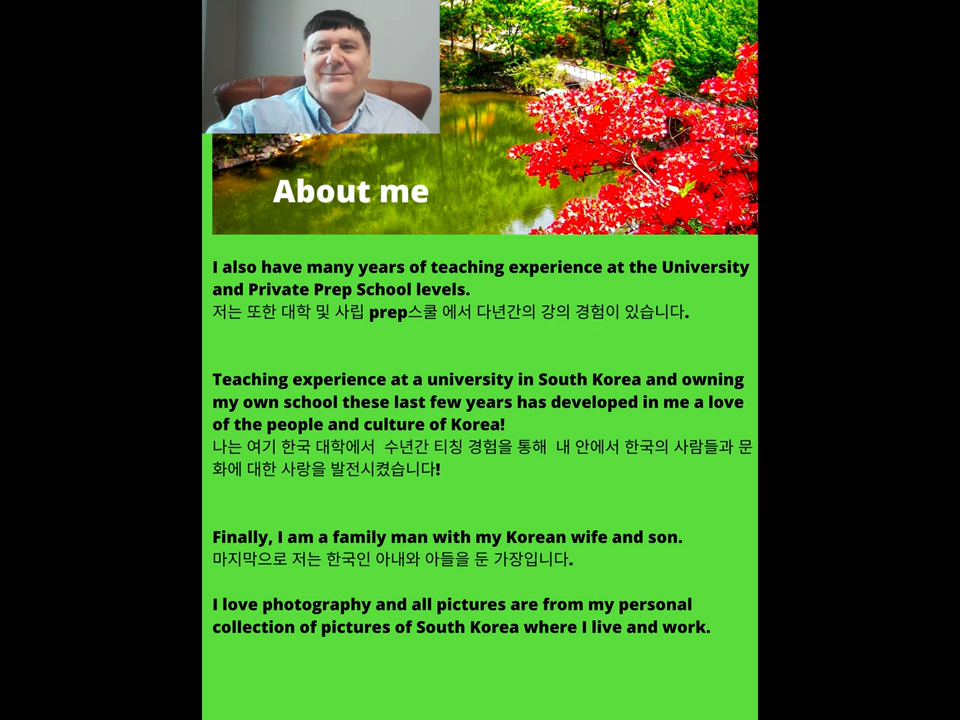 About me
I also have many years of teaching experience at the University
and Private Prep School levels.
저는 또한 대학 및 사립 prep스쿨 에서 다년간의 강의 경험이 있습니다.
Teaching experience at a university in South Korea and owning
my own school these last few years has developed in me a love
of the people and culture of Korea!
나는 여기 한국 대학에서 수년간 티칭 경험을 통해 내 안에서 한국의 사람들과 문
화에 대한 사랑을 발전시켰습니다!
Finally, I am a family man with my Korean wife and son.
마지막으로 저는 한국인 아내와 아들을 둔 가장입니다.
I love photography and all pictures are from my personal
collection of pictures of South Korea where I live and work.